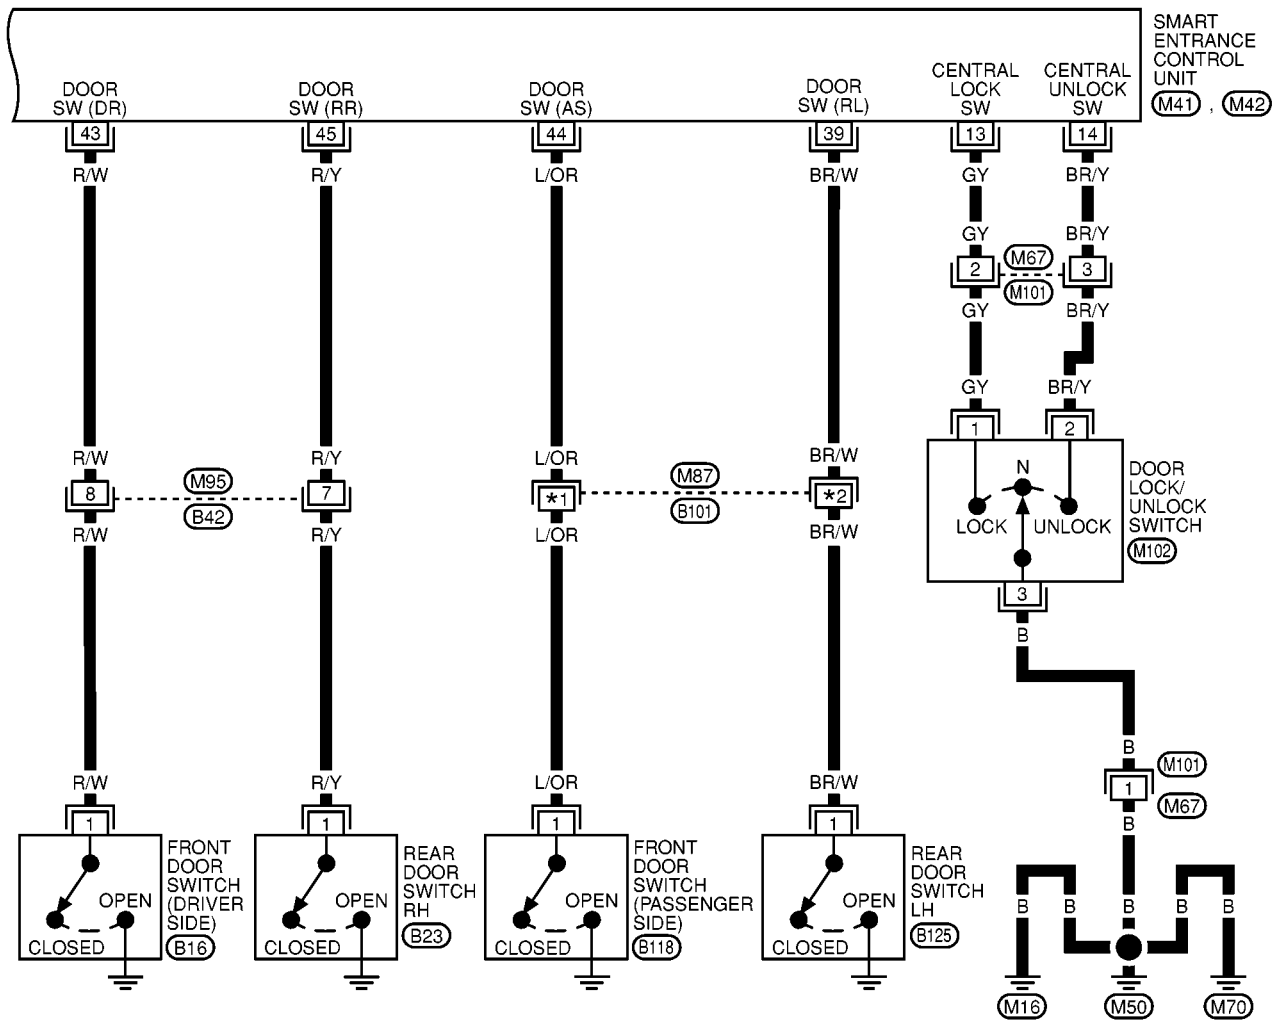 SMART
ENTRANCE
CONTROL
UNIT
M41 , M42
DOOR
SW (DR)
DOOR
SW (RR)
DOOR
SW (AS)
DOOR
SW (RL)
CENTRAL
LOCK
SW
CENTRAL
UNLOCK
SW
43
45
44
39
13
14
R/W
R/Y
L/OR
BR/W
GY
BR/Y
GY
BR/Y
2
M67
3
M101
GY
BR/Y
GY
BR/Y
1
2
R/W
R/Y
L/OR
BR/W
8
M95
7
B42
*1
M87
*2
B101
R/W
R/Y
L/OR
BR/W
N
LOCK
UNLOCK
DOOR
LOCK/
UNLOCK
SWITCH
M102
3
B
B
M101
1
M67
B
R/W
R/Y
L/OR
BR/W
1
1
1
1
OPEN
CLOSED
FRONT
DOOR
SWITCH
(DRIVER
SIDE)
B16
OPEN
CLOSED
REAR
DOOR
SWITCH
RH
B23
OPEN
CLOSED
FRONT
DOOR
SWITCH
(PASSENGER
SIDE)
B118
OPEN
CLOSED
REAR
DOOR
SWITCH
LH
B125
B
B
B
B
B
M16
M50
M70